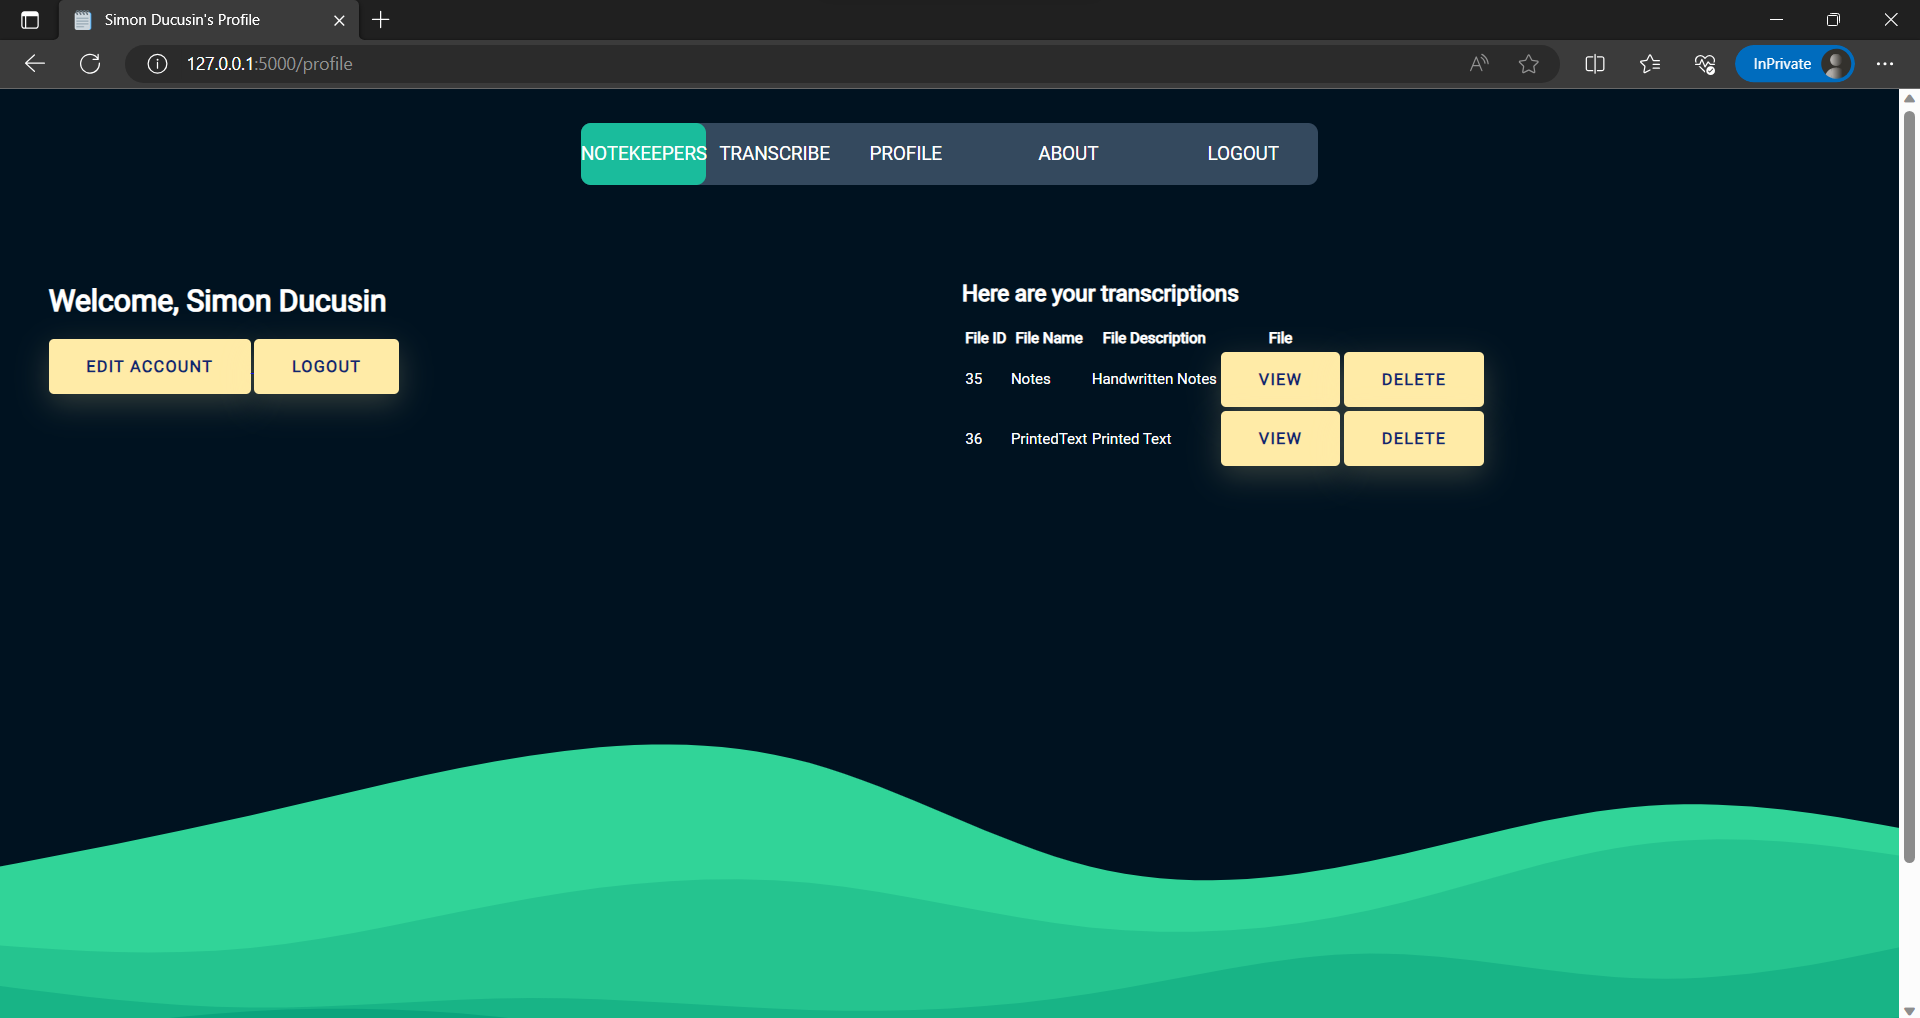 Simon Ducusin's Profile
127.0.0.1:5000/profile
InPrivate
NOTEKEEPERS TRANSCRIBE PROFILE ABOUT LOGOUT
Welcome, Simon Ducusin
EDIT ACCOUNT LOGOUT
Here are your transcriptions
File ID File Name File Description File
35 Notes Handwritten Notes VIEW DELETE
36 PrintedText Printed Text VIEW DELETE